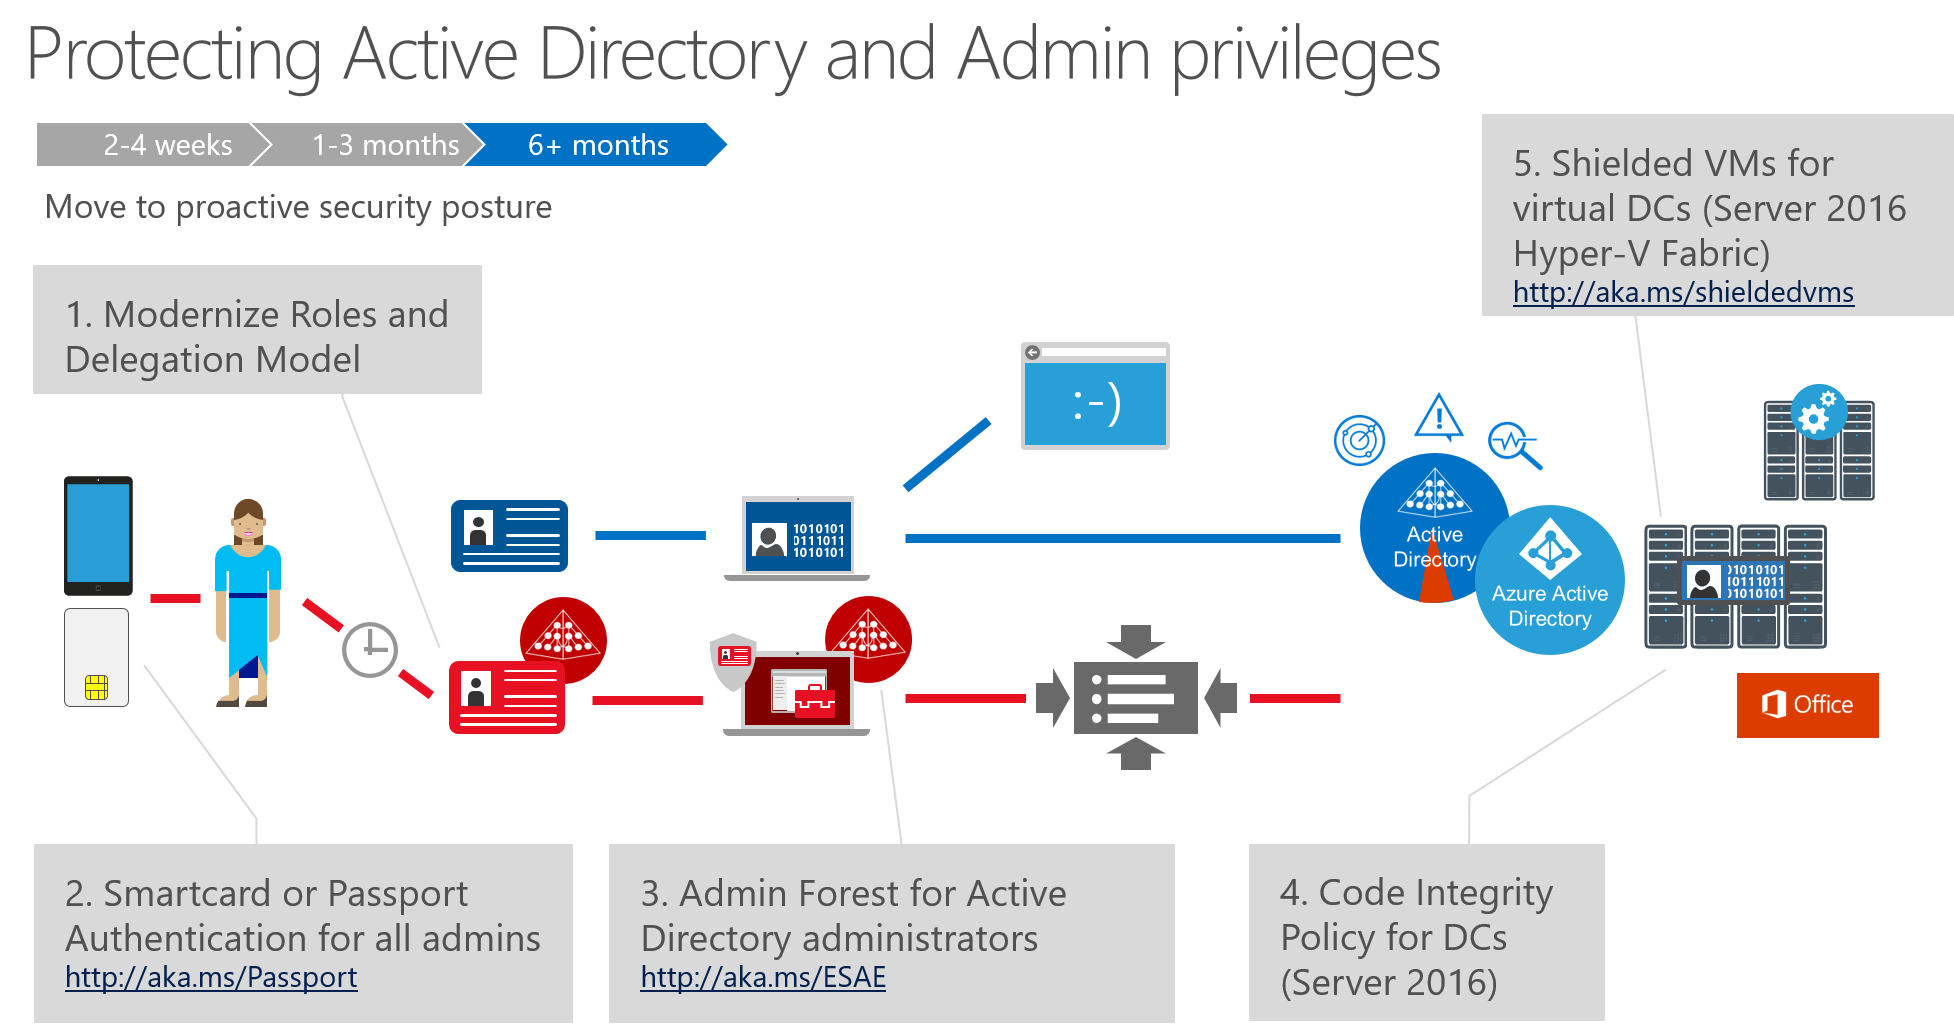 Protecting Active Directory and Admin privileges
2-4 weeks
1-3 months
6+ months
Move to proactive security posture
5. Shielded VMs for
virtual DCs (Server 2016
Hyper-V Fabric)
http://aka.ms/shieldedvms
1. Modernize Roles and
Delegation Model
:-)
1010101
0111011
1010101
Active
Directory
Azure Active
Directory
01010101
10111011
01010101
Office
2. Smartcard or Passport
Authentication for all admins
http://aka.ms/Passport
3. Admin Forest for Active
Directory administrators
http://aka.ms/ESAE
4. Code Integrity
Policy for DCs
(Server 2016)